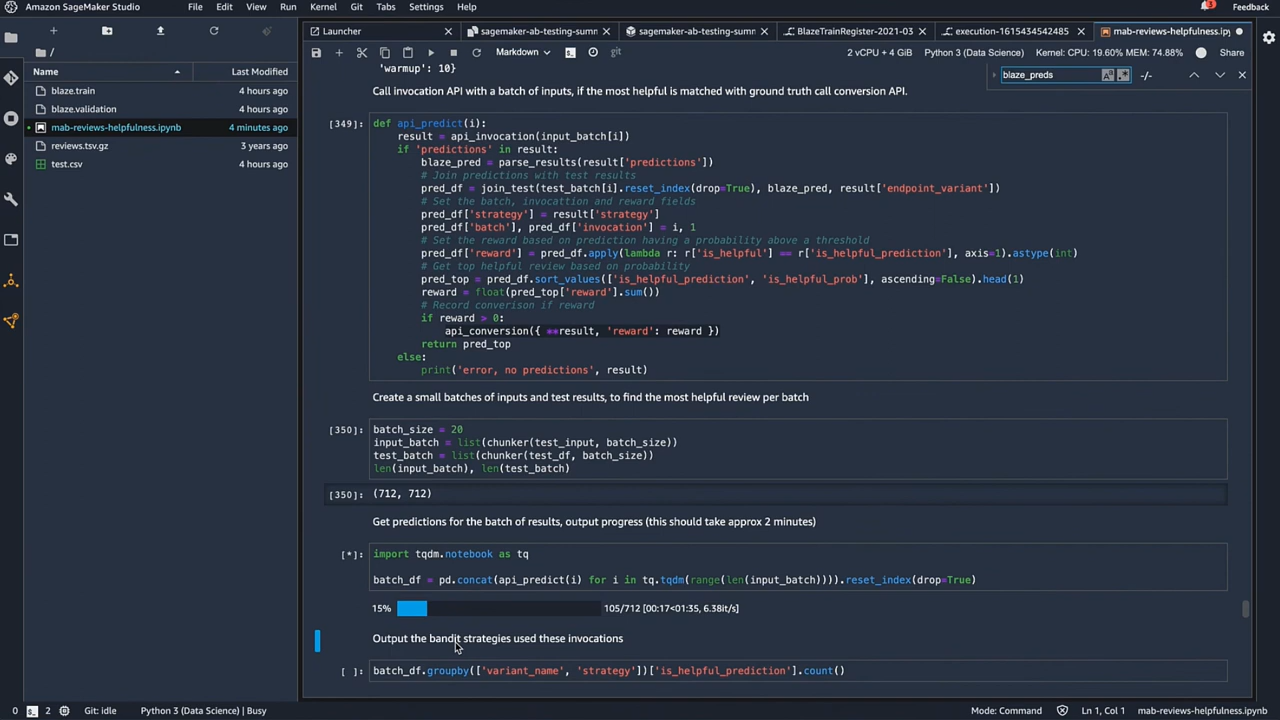 Amazon SageMaker Studio File Edit View Run Kernel Git Tabs Settings Help Feedback
/
Name Last Modified
blaze.train 4 hours ago
blaze.validation 4 hours ago
mab-reviews-helpfulness.ipynb 4 minutes ago
reviews.tsv.gz 3 years ago
test.csv 4 hours ago
Launcher sagemaker-ab-testing-summ sagemaker-ab-testing-summ BlazeTrainRegister-2021-03 execution-1615434542485 mab-reviews-helpfulness.ipy
Markdown git 2 vCPU + 4 GiB Python 3 (Data Science) Kernel: CPU: 19.60% MEM: 74.88% Share
blaze_preds -/-
'warmup': 10}
Call invocation API with a batch of inputs, if the most helpful is matched with ground truth call conversion API.
[349]: def api_predict(i):
result = api_invocation(input_batch[i])
if 'predictions' in result:
blaze_pred = parse_results(result['predictions'])
# Join predictions with test results
pred_df = join_test(test_batch[i].reset_index(drop=True), blaze_pred, result['endpoint_variant'])
# Set the batch, invocattion and reward fields
pred_df['strategy'] = result['strategy']
pred_df['batch'], pred_df['invocation'] = i, 1
# Set the reward based on prediction having a probability above a threshold
pred_df['reward'] = pred_df.apply(lambda r: r['is_helpful'] == r['is_helpful_prediction'], axis=1).astype(int)
# Get top helpful review based on probability
pred_top = pred_df.sort_values(['is_helpful_prediction', 'is_helpful_prob'], ascending=False).head(1)
reward = float(pred_top['reward'].sum())
# Record converison if reward
if reward > 0:
api_conversion({ **result, 'reward': reward })
return pred_top
else:
print('error, no predictions', result)
Create a small batches of inputs and test results, to find the most helpful review per batch
[350]: batch_size = 20
input_batch = list(chunker(test_input, batch_size))
test_batch = list(chunker(test_df, batch_size))
len(input_batch), len(test_batch)
[350]: (712, 712)
Get predictions for the batch of results, output progress (this should take approx 2 minutes)
[*]: import tqdm.notebook as tq
batch_df = pd.concat(api_predict(i) for i in tq.tqdm(range(len(input_batch)))).reset_index(drop=True)
15% 105/712 [00:17<01:35, 6.38it/s]
Output the bandit strategies used these invocations
[ ]: batch_df.groupby(['variant_name', 'strategy'])['is_helpful_prediction'].count()
0 2 Git: idle Python 3 (Data Science) | Busy Mode: Command Ln 1, Col 1 mab-reviews-helpfulness.ipynb